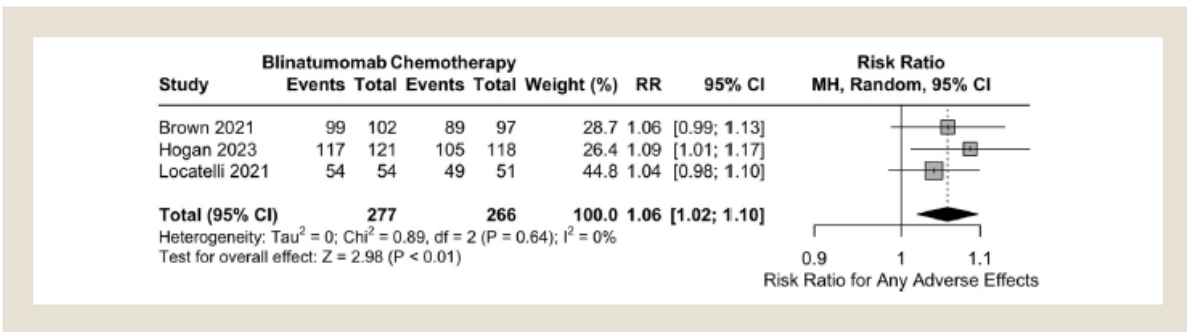 Blinatumomab Chemotherapy Risk Ratio
Study Events Total Events Total Weight (%) RR 95% CI MH, Random, 95% CI
Brown 2021 99 102 89 97 28.7 1.06 [0.99; 1.13]
Hogan 2023 117 121 105 118 26.4 1.09 [1.01; 1.17]
Locatelli 2021 54 54 49 51 44.8 1.04 [0.98; 1.10]
Total (95% CI) 277 266 100.0 1.06 [1.02; 1.10]
Heterogeneity: Tau² = 0; Chi² = 0.89, df = 2 (P = 0.64); I² = 0%
Test for overall effect: Z = 2.98 (P < 0.01)
0.9 1 1.1
Risk Ratio for Any Adverse Effects